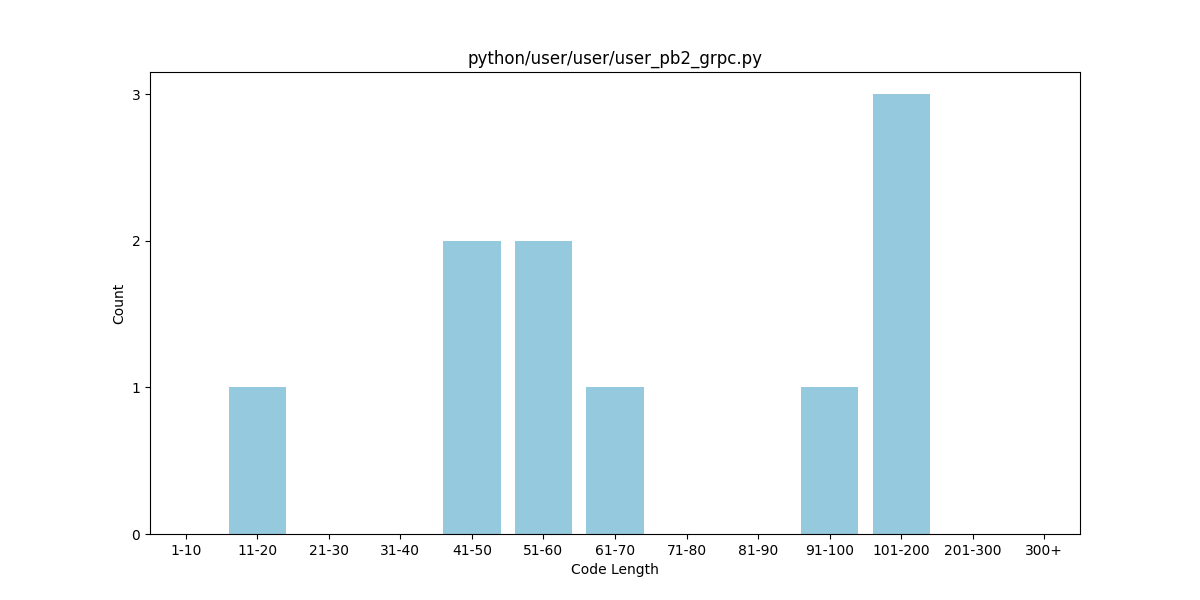 python/user/user/user_pb2_grpc.py
Count
3
2
1
0
1-10 11-20 21-30 31-40 41-50 51-60 61-70 71-80 81-90 91-100 101-200 201-300 300+
Code Length